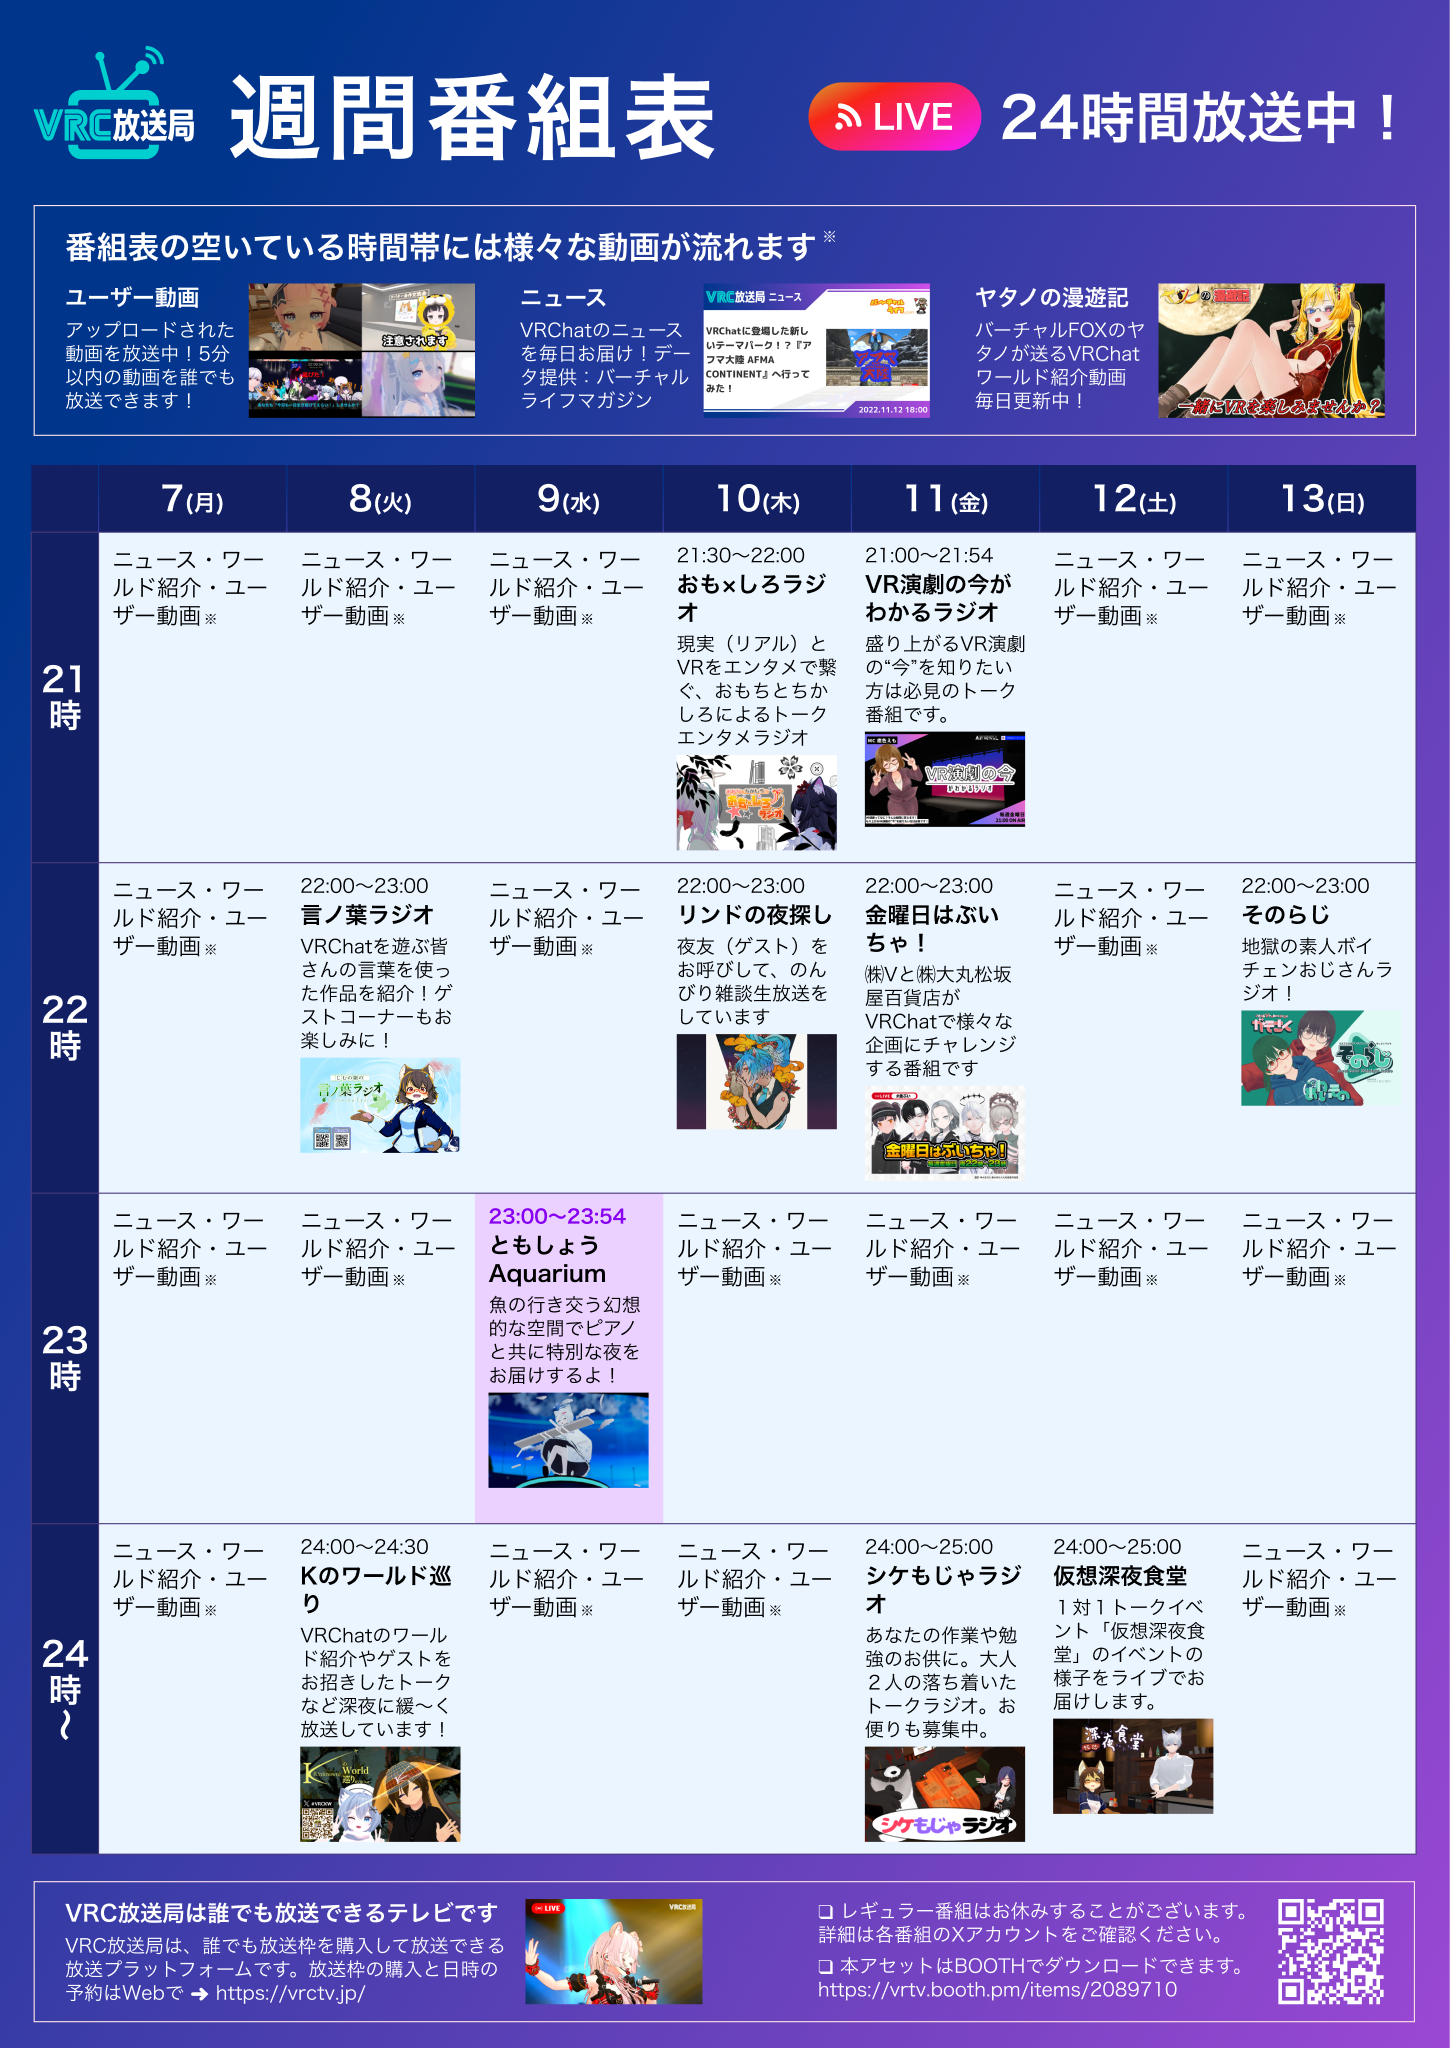 VRC放送局
週間番組表
LIVE
24時間放送中！
番組表の空いている時間帯には様々な動画が流れます※
ユーザー動画
アップロードされた
動画を放送中！5分
以内の動画を誰でも
放送できます！
注意されます
ニュース
VRChatのニュース
を毎日お届け！デー
タ提供：バーチャル
ライフマガジン
VRC放送局 ニュース
VRChatに登場した新し
いテーマパーク！？『ア
フマ大陸 AFMA
CONTINENT』へ行って
みた！
2022.11.12 18:00
ヤタノの漫遊記
バーチャルFOXのヤ
タノが送るVRChat
ワールド紹介動画
毎日更新中！
一緒にVRを楽しみませんか？
7(月)
8(火)
9(水)
10(木)
11(金)
12(土)
13(日)
21
時
ニュース・ワー
ルド紹介・ユー
ザー動画※
ニュース・ワー
ルド紹介・ユー
ザー動画※
ニュース・ワー
ルド紹介・ユー
ザー動画※
21:30〜22:00
おも×しろラジ
オ
現実（リアル）と
VRをエンタメで繋
ぐ、おもちとちか
しろによるトーク
エンタメラジオ
21:00〜21:54
VR演劇の今が
わかるラジオ
盛り上がるVR演劇
の“今”を知りたい
方は必見のトーク
番組です。
VR演劇の今
がわかるラジオ
毎週金曜日
21:00 ON AIR
ニュース・ワー
ルド紹介・ユー
ザー動画※
ニュース・ワー
ルド紹介・ユー
ザー動画※
22
時
ニュース・ワー
ルド紹介・ユー
ザー動画※
22:00〜23:00
言ノ葉ラジオ
VRChatを遊ぶ皆
さんの言葉を使っ
た作品を紹介！ゲ
ストコーナーもお
楽しみに！
言ノ葉ラジオ
ニュース・ワー
ルド紹介・ユー
ザー動画※
22:00〜23:00
リンドの夜探し
夜友（ゲスト）を
お呼びして、のん
びり雑談生放送を
しています
22:00〜23:00
金曜日はぶい
ちゃ！
㈱Vと㈱大丸松坂
屋百貨店が
VRChatで様々な
企画にチャレンジ
する番組です
LIVE
金曜日はぶいちゃ！
ニュース・ワー
ルド紹介・ユー
ザー動画※
22:00〜23:00
そのらじ
地獄の素人ボイ
チェンおじさんラ
ジオ！
そのらじ
23
時
ニュース・ワー
ルド紹介・ユー
ザー動画※
ニュース・ワー
ルド紹介・ユー
ザー動画※
23:00〜23:54
ともしょう
Aquarium
魚の行き交う幻想
的な空間でピアノ
と共に特別な夜を
お届けするよ！
ニュース・ワー
ルド紹介・ユー
ザー動画※
ニュース・ワー
ルド紹介・ユー
ザー動画※
ニュース・ワー
ルド紹介・ユー
ザー動画※
ニュース・ワー
ルド紹介・ユー
ザー動画※
24
時
〜
ニュース・ワー
ルド紹介・ユー
ザー動画※
24:00〜24:30
Kのワールド巡
り
VRChatのワール
ド紹介やゲストを
お招きしたトーク
など深夜に緩〜く
放送しています！
World
巡り
#VRCKW
ニュース・ワー
ルド紹介・ユー
ザー動画※
ニュース・ワー
ルド紹介・ユー
ザー動画※
24:00〜25:00
シケもじゃラジ
オ
あなたの作業や勉
強のお供に。大人
２人の落ち着いた
トークラジオ。お
便りも募集中。
シケもじゃラジオ
24:00〜25:00
仮想深夜食堂
１対１トークイベ
ント「仮想深夜食
堂」のイベントの
様子をライブでお
届けします。
深夜食堂
ニュース・ワー
ルド紹介・ユー
ザー動画※
VRC放送局は誰でも放送できるテレビです
VRC放送局は、誰でも放送枠を購入して放送できる
放送プラットフォームです。放送枠の購入と日時の
予約はWebで ➜ https://vrctv.jp/
LIVE
VRC放送局
❏ レギュラー番組はお休みすることがございます。
詳細は各番組のXアカウントをご確認ください。
❏ 本アセットはBOOTHでダウンロードできます。
https://vrtv.booth.pm/items/2089710